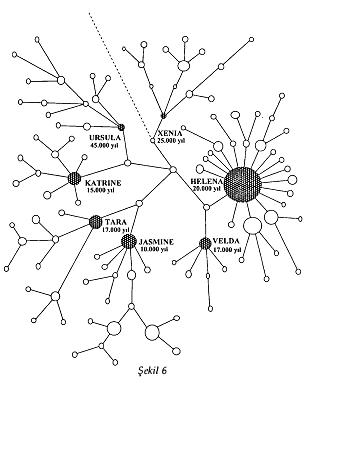 URSULA
45.000 yıl
XENIA
25.000 yıl
KATRINE
15.000 yıl
HELENA
20.000 yıl
TARA
17.000 yıl
JASMINE
10.000 yıl
VELDA
17.000 yıl
Şekil 6